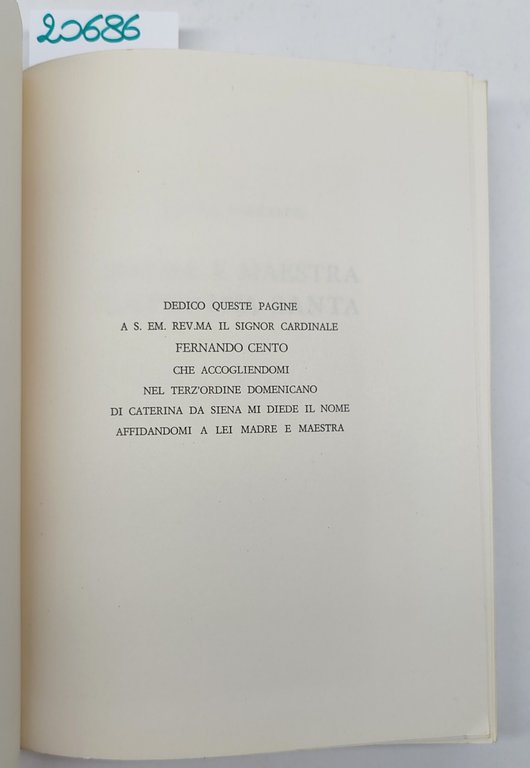 20686
DEDICO QUESTE PAGINE
A S. EM. REV.MA IL SIGNOR CARDINALE
FERNANDO CENTO
CHE ACCOGLIENDOMI
NEL TERZ'ORDINE DOMENICANO
DI CATERINA DA SIENA MI DIEDE IL NOME
AFFIDANDOMI A LEI MADRE E MAESTRA